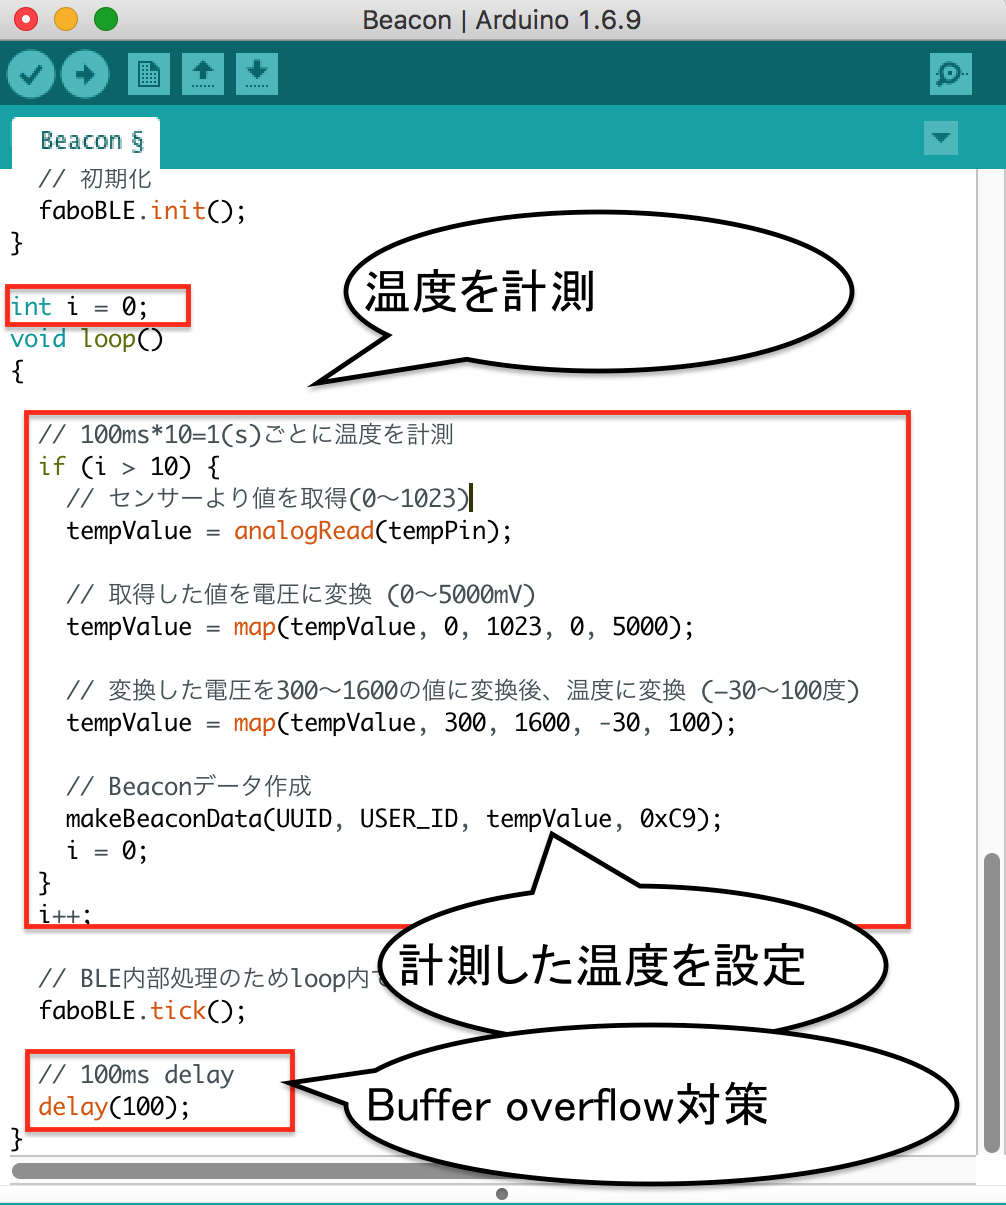 Beacon | Arduino 1.6.9
Beacon §
// 初期化
faboBLE.init();
}
温度を計測
int i = 0;
void loop()
{
// 100ms*10=1(s)ごとに温度を計測
if (i > 10) {
// センサーより値を取得(0〜1023)
tempValue = analogRead(tempPin);
// 取得した値を電圧に変換 (0〜5000mV)
tempValue = map(tempValue, 0, 1023, 0, 5000);
// 変換した電圧を300〜1600の値に変換後、温度に変換 (−30〜100度)
tempValue = map(tempValue, 300, 1600, -30, 100);
// Beaconデータ作成
makeBeaconData(UUID, USER_ID, tempValue, 0xC9);
i = 0;
}
i++;
計測した温度を設定
// BLE内部処理のためloop内で
faboBLE.tick();
// 100ms delay
delay(100);
Buffer overflow対策
}